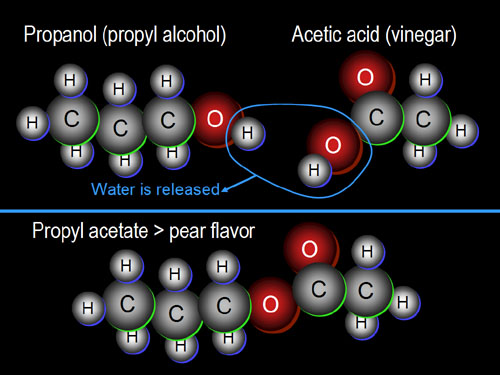 Propanol (propyl alcohol)
Acetic acid (vinegar)
H H H O
H C C C O H C C
H H H H O H H H
Water is released
Propyl acetate > pear flavor
H H H O H
H C C C O C C H
H H H H